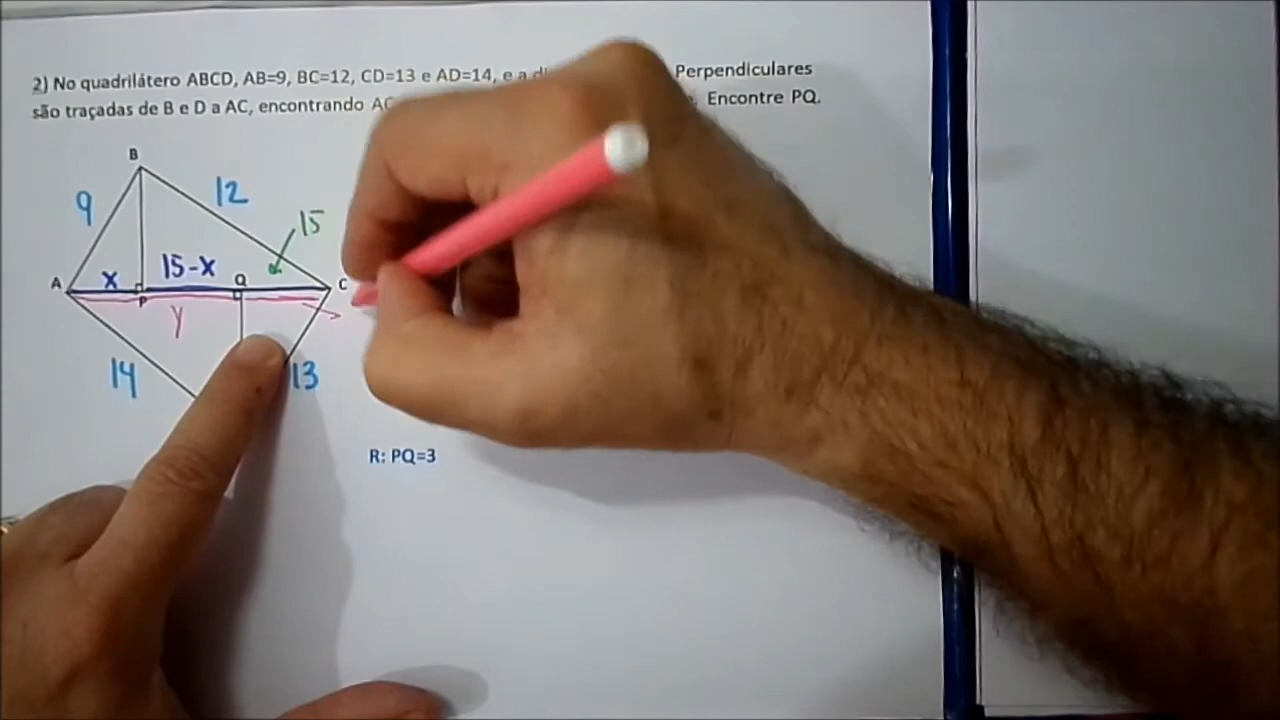 2) No quadrilátero ABCD, AB=9, BC=12, CD=13 e AD=14, e a Perpendiculares
são traçadas de B e D a AC, encontrando Encontre PQ.
B
9
12
15
A
x
15-x
Q
C
P
y
14
13
R: PQ=3